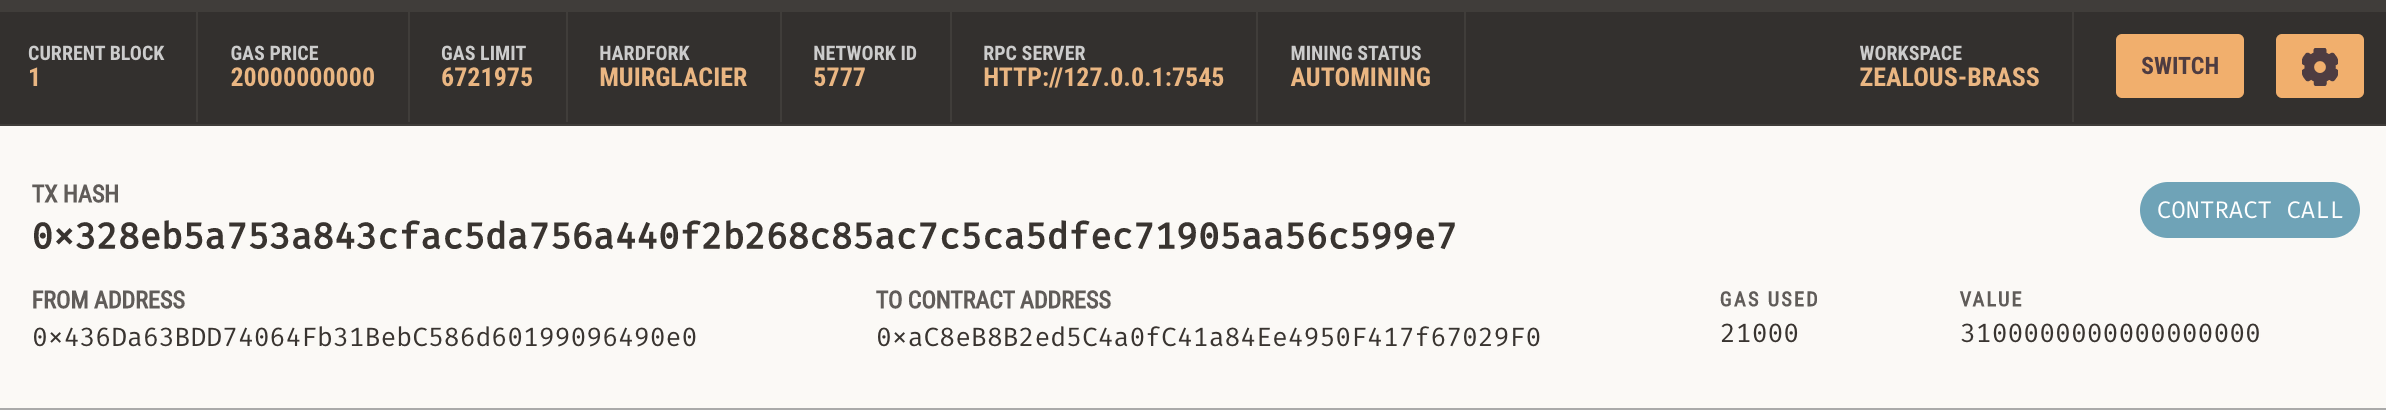 CURRENT BLOCK
1
GAS PRICE
20000000000
GAS LIMIT
6721975
HARDFORK
MUIRGLACIER
NETWORK ID
5777
RPC SERVER
HTTP://127.0.0.1:7545
MINING STATUS
AUTOMINING
WORKSPACE
ZEALOUS-BRASS
SWITCH
TX HASH
0×328eb5a753a843cfac5da756a440f2b268c85ac7c5ca5dfec71905aa56c599e7
CONTRACT CALL
FROM ADDRESS
0×436Da63BDD74064Fb31BebC586d60199096490e0
TO CONTRACT ADDRESS
0×aC8eB8B2ed5C4a0fC41a84Ee4950F417f67029F0
GAS USED
21000
VALUE
3100000000000000000